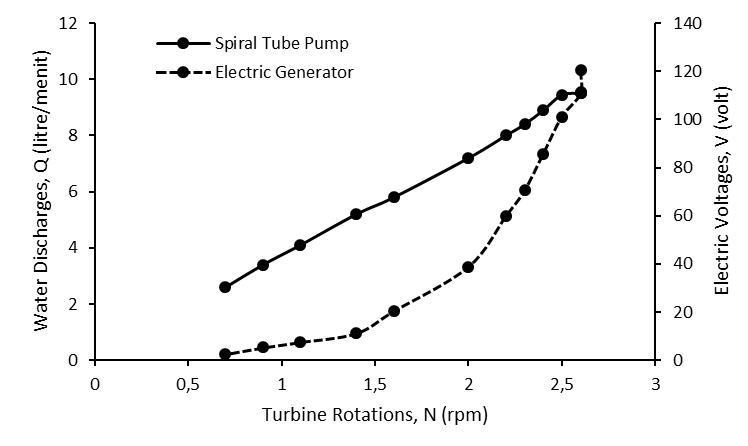 12
10
8
6
4
2
0
Water Discharges, Q (litre/menit)
Spiral Tube Pump
Electric Generator
140
120
100
80
60
40
20
0
Electric Voltages, V (volt)
0 0,5 1 1,5 2 2,5 3
Turbine Rotations, N (rpm)